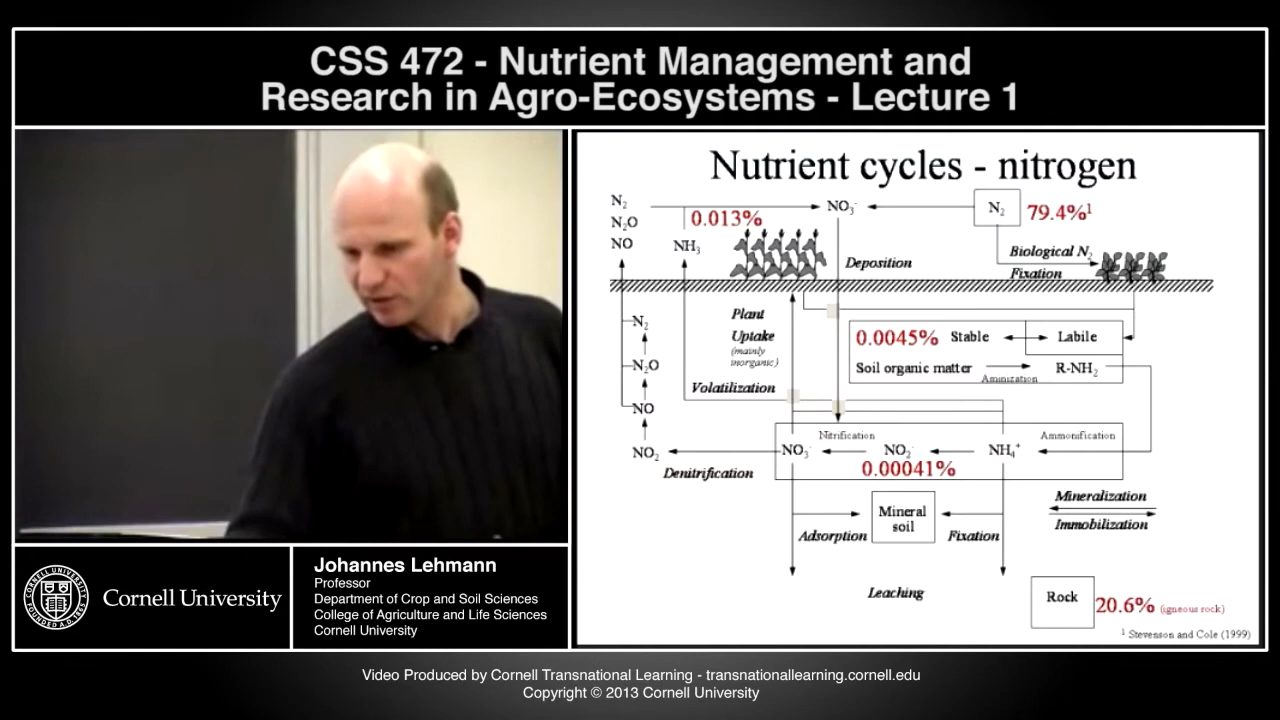 CSS 472 - Nutrient Management and
Research in Agro-Ecosystems - Lecture 1
Nutrient cycles - nitrogen
N₂
N₂O
NO
0.013%
NH₃
NO₃⁻
N₂
79.4%¹
Deposition
Biological N₂
Fixation
Plant
Uptake
(mainly
inorganic)
N₂
N₂O
NO
NO₂
0.0045% Stable
Labile
Soil organic matter
Aminization
R-NH₂
Volatilization
Nitrification
Ammonification
NO₃⁻
NO₂⁻
NH₄⁺
0.00041%
Denitrification
Mineral
soil
Adsorption
Fixation
Mineralization
Immobilization
Leaching
Rock
20.6% (igneous rock)
¹ Stevenson and Cole (1999)
CORNELL UNIVERSITY
FOUNDED A.D. 1865
Cornell University
Johannes Lehmann
Professor
Department of Crop and Soil Sciences
College of Agriculture and Life Sciences
Cornell University
Video Produced by Cornell Transnational Learning - transnationallearning.cornell.edu
Copyright © 2013 Cornell University